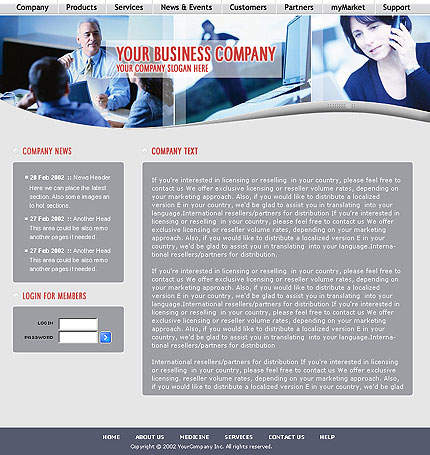 Company Products Services News & Events Customers Partners myMarket Support
YOUR BUSINESS COMPANY
YOUR COMPANY SLOGAN HERE
COMPANY NEWS
28 Feb 2002 :: News Header
Here we can place the latest
section. Also some images an
to hol sections.
27 Feb 2002 :: Another Head
This area could be also remo
another pages I needed.
27 Feb 2002 :: Another Head
This area could be also remo
another pages I needed.
LOGIN FOR MEMBERS
LOGIN
PASSWORD
COMPANY TEXT
If you're interested in licensing or reselling in your country, please feel free to
contact us We offer exclusive licensing or reseller volume rates, depending on
your marketing approach. Also, if you would like to distribute a localized
version E in your country, we'd be glad to assist you in translating into your
language.International resellers/partners for distribution If you're interested in
licensing or reselling in your country, please feel free to contact us We offer
exclusive licensing or reseller volume rates, depending on your marketing
approach. Also, if you would like to distribute a localized version E in your
country, we'd be glad to assist you in translating into your language.Interna-
tional resellers/partners for distribution.
If you're interested in licensing or reselling in your country, please feel free to
contact us We offer exclusive licensing or reseller volume rates, depending on
your marketing approach. Also, if you would like to distribute a localized
version E in your country, we'd be glad to assist you in translating into your
language.International resellers/partners for distribution If you're interested in
licensing or reselling in your country, please feel free to contact us We offer
exclusive licensing or reseller volume rates, depending on your marketing
approach. Also, if you would like to distribute a localized version E in your
country, we'd be glad to assist you in translating into your language.Interna-
tional resellers/partners for distribution
International resellers/partners for distribution If you're interested in licensing
or reselling in your country, please feel free to contact us We offer exclusive
licensing. reseller volume rates, depending on your marketing approach. Also,
if you would like to distribute a localized version E in your country, we'd be glad
HOME ABOUT US MEDICINE SERVICES CONTACT US HELP
Copyright © 2002 YourCompany Inc. All rights reserved.